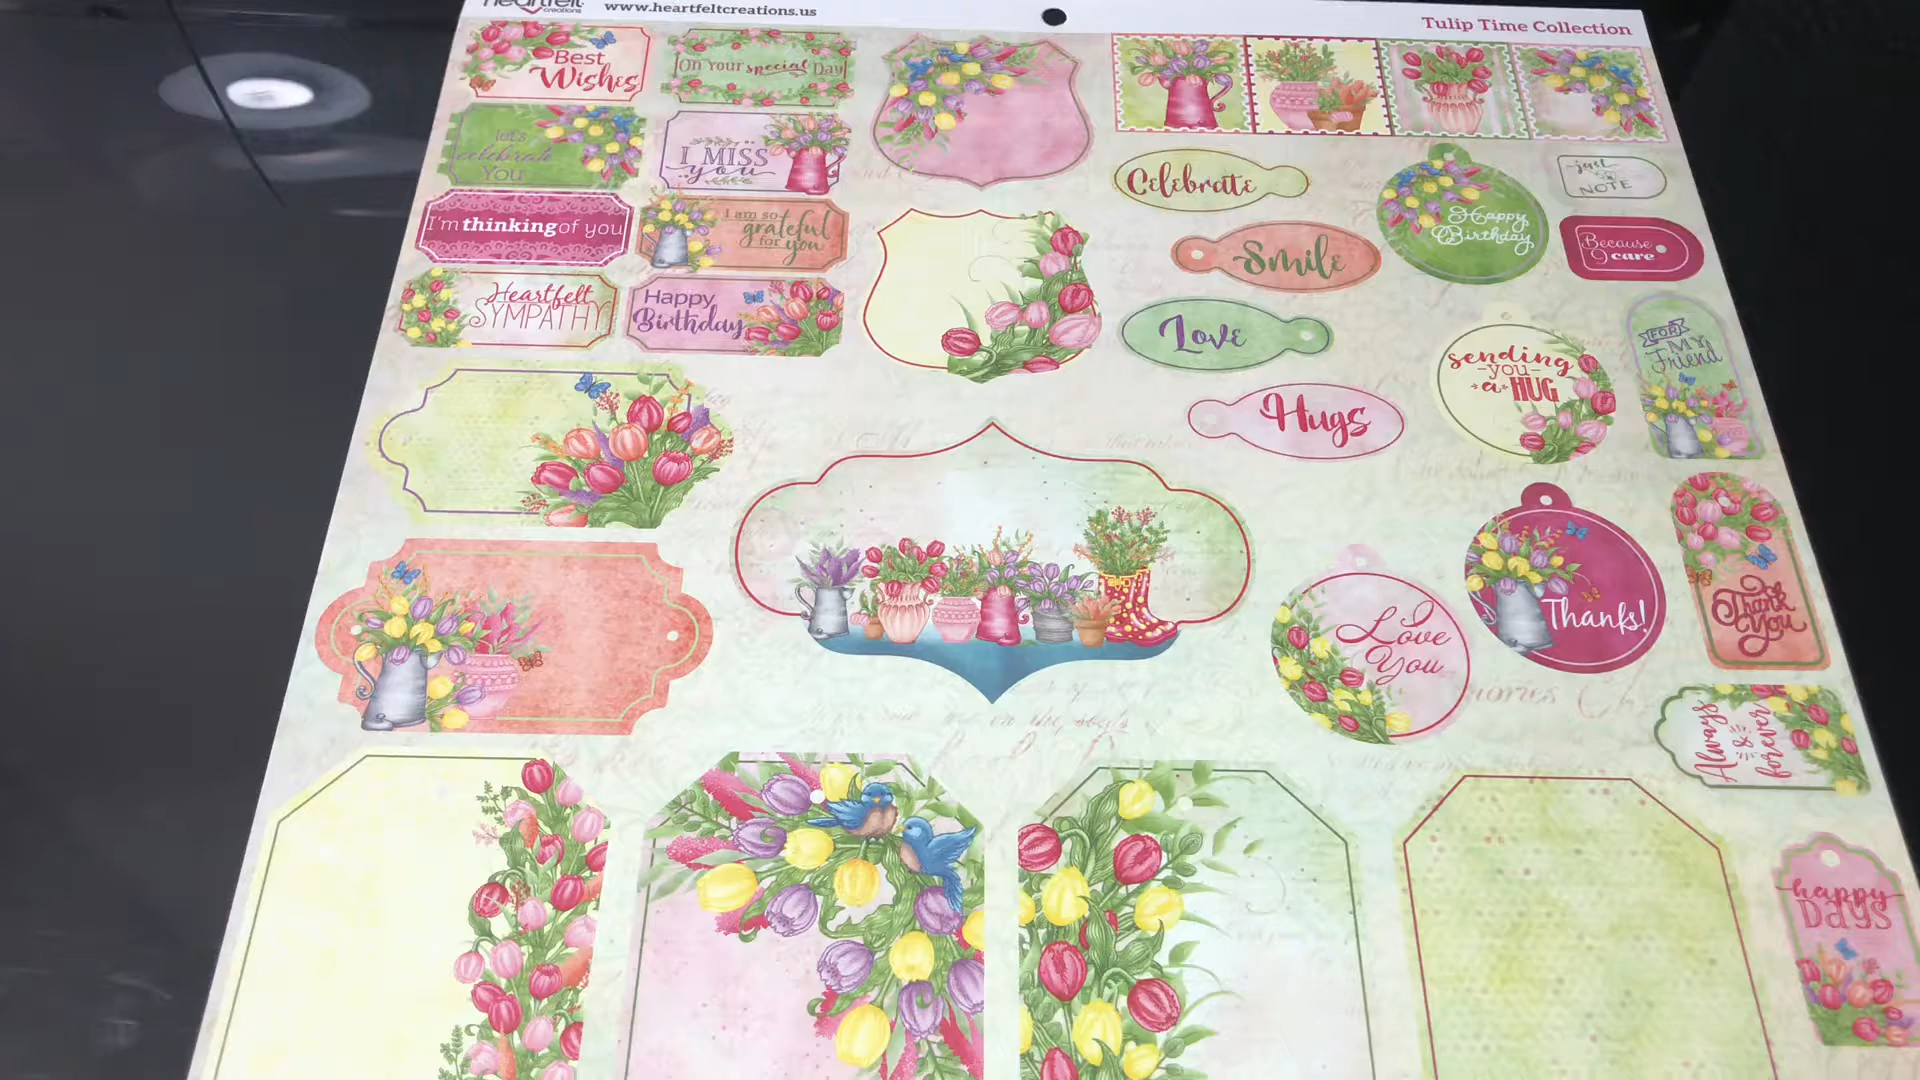 heartfelt
creations
www.heartfeltcreations.us
Tulip Time Collection
Best
Wishes
On your special Day
let's
celebrate
You
I MISS
you
I'm thinking of you
I am so
grateful
for you
Heartfelt
SYMPATHY
Happy
Birthday
Celebrate
Smile
Love
Hugs
Happy
Birthday
just
a
NOTE
Because
I care
sending
-you-
a HUG
FOR
MY
Friend
I
Love
You
Thanks!
Thank
You
Always
&
forever
happy
DAYS